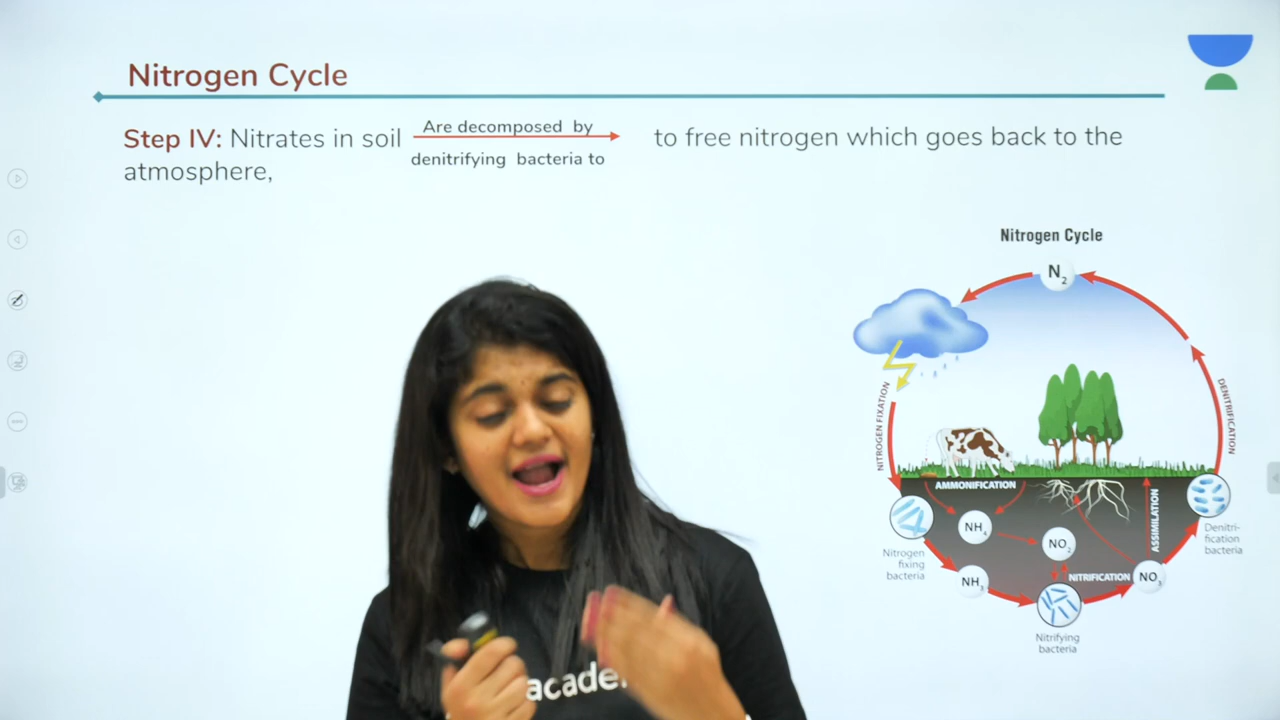 Nitrogen Cycle
Step IV: Nitrates in soil Are decomposed by to free nitrogen which goes back to the
denitrifying bacteria to
atmosphere,
Nitrogen Cycle
N2
NITROGEN FIXATION
DENITRIFICATION
AMMONIFICATION
NH4
NO2
ASSIMILATION
Nitrogen
fixing
bacteria
Denitri-
fication
bacteria
NH3
NITRIFICATION
NO3
Nitrifying
bacteria
acade